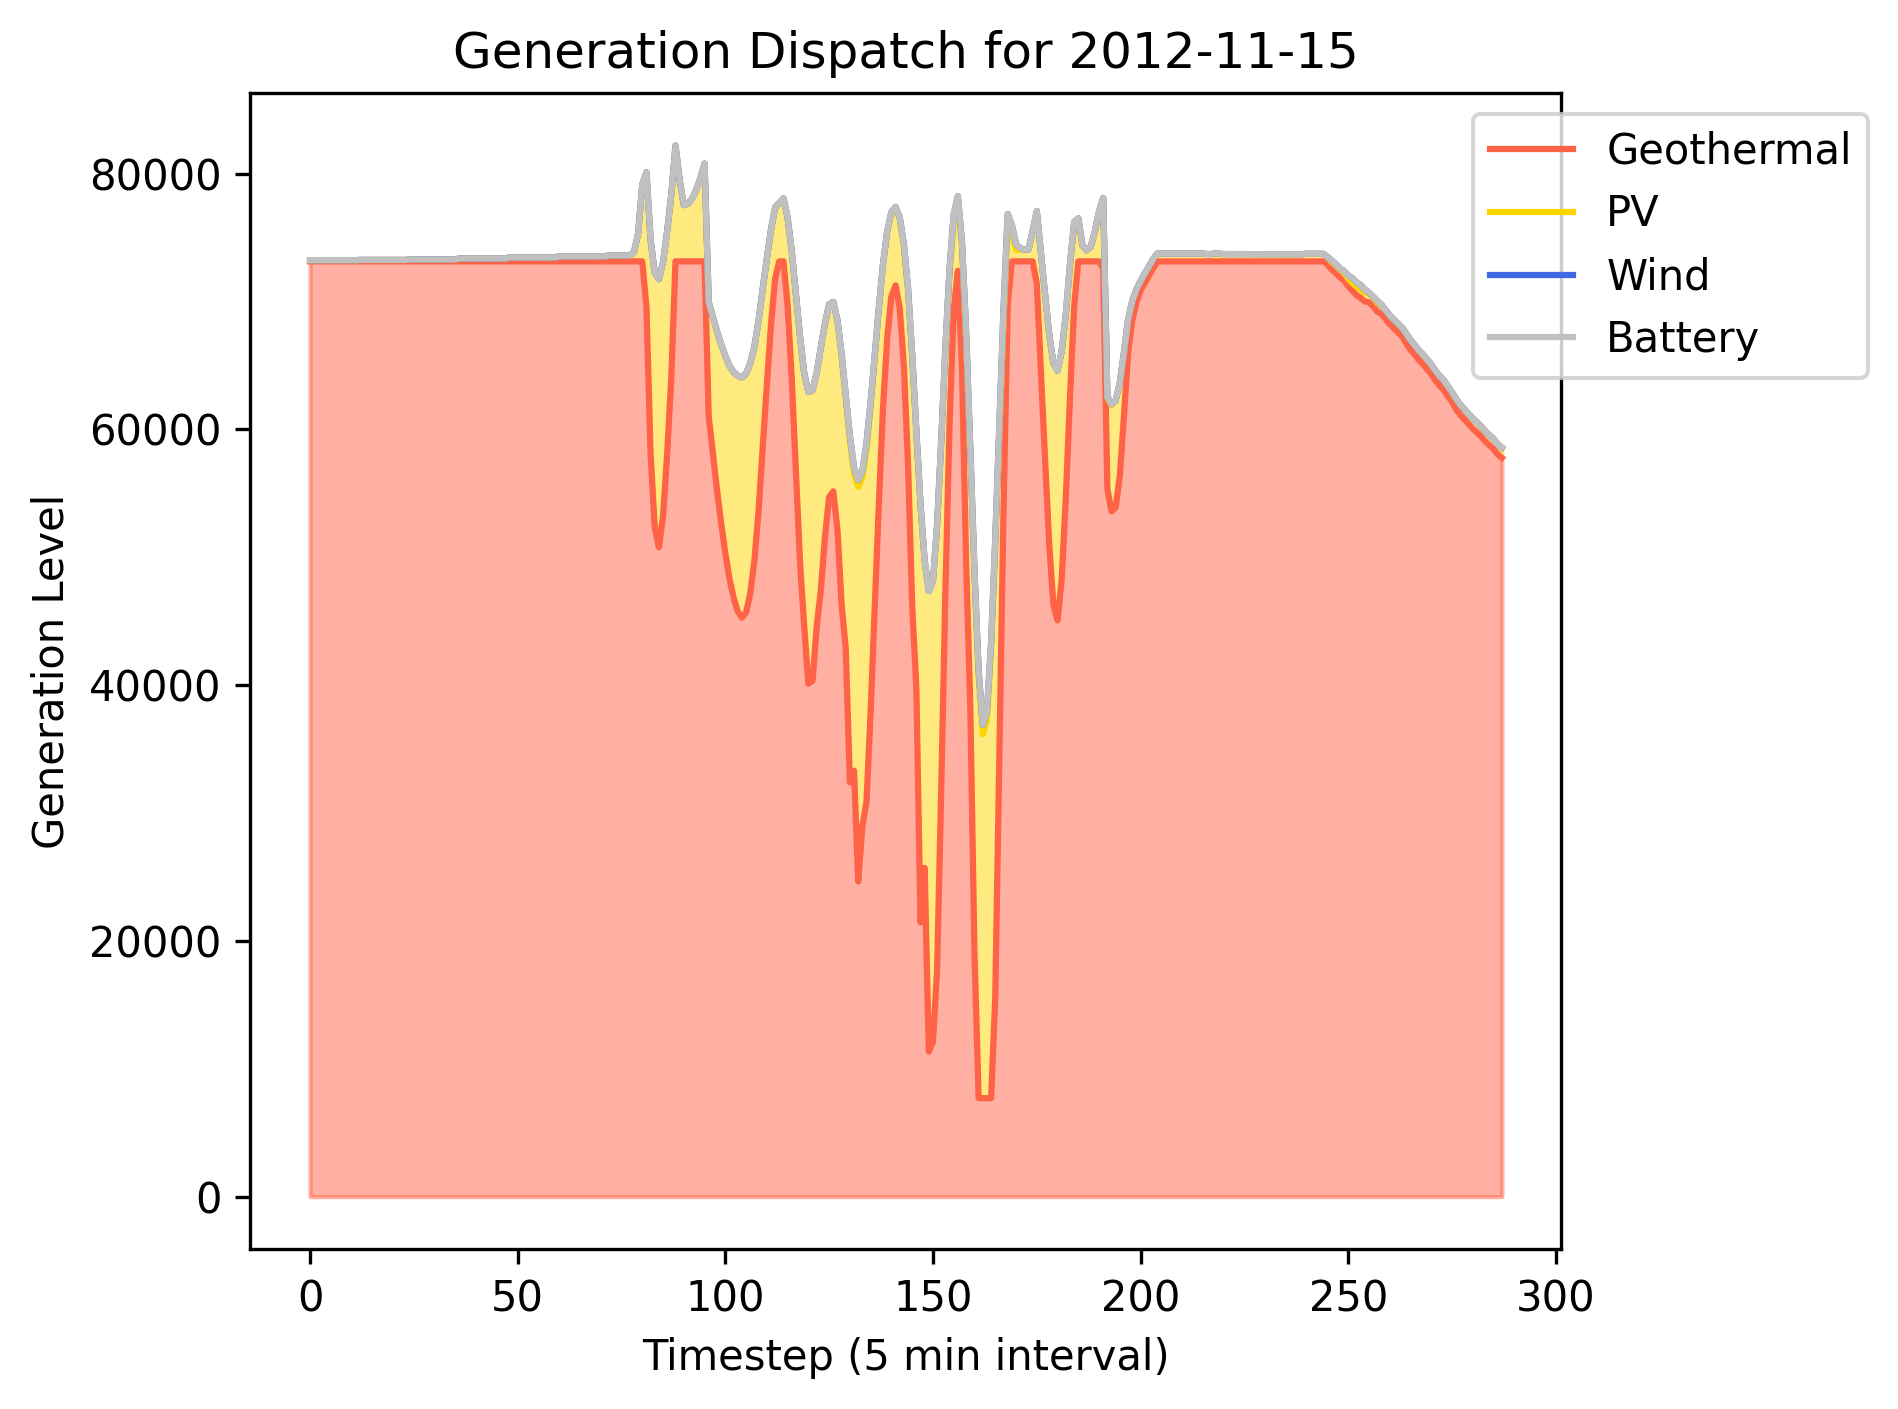 Generation Dispatch for 2012-11-15
Geothermal
PV
Wind
Battery
80000
60000
40000
20000
0
Generation Level
0 50 100 150 200 250 300
Timestep (5 min interval)